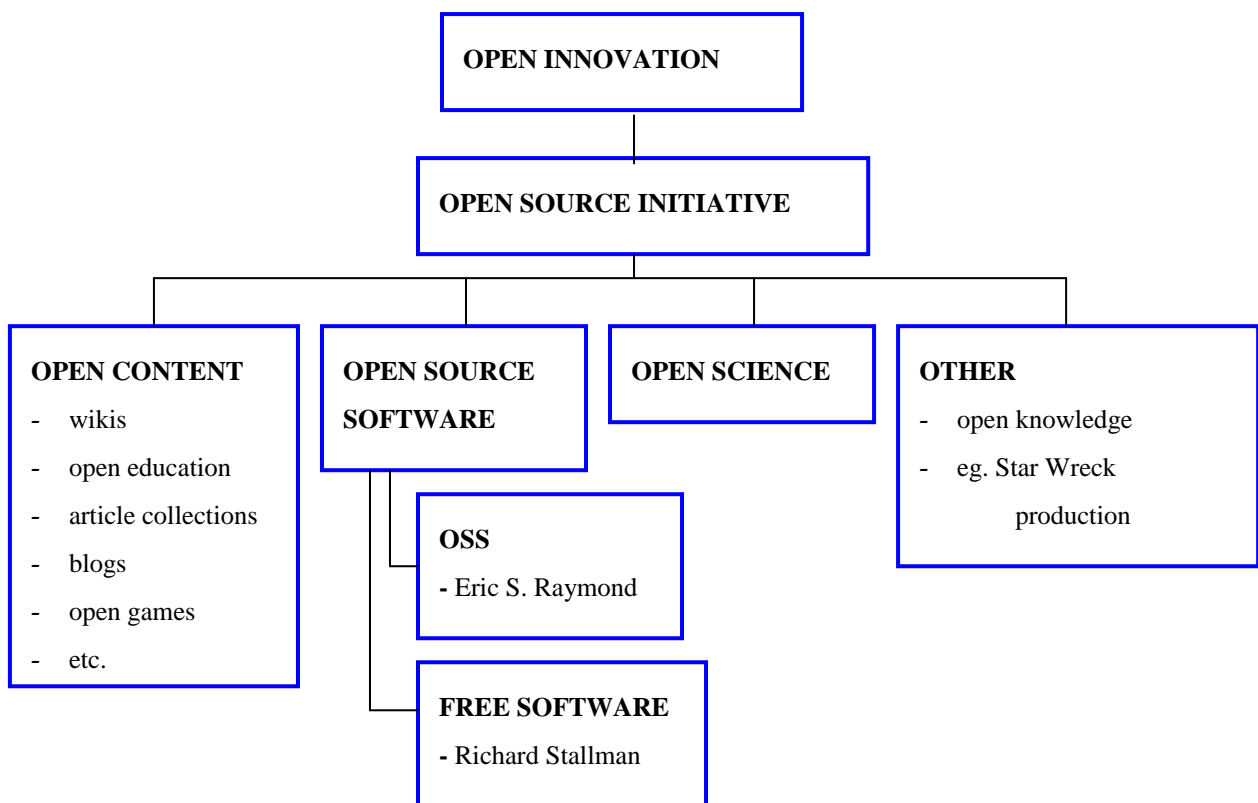 OPEN INNOVATION
OPEN SOURCE INITIATIVE
OPEN CONTENT
- wikis
- open education
- article collections
- blogs
- open games
- etc.
OPEN SOURCE
SOFTWARE
OSS
- Eric S. Raymond
FREE SOFTWARE
- Richard Stallman
OPEN SCIENCE
OTHER
- open knowledge
- eg. Star Wreck
production